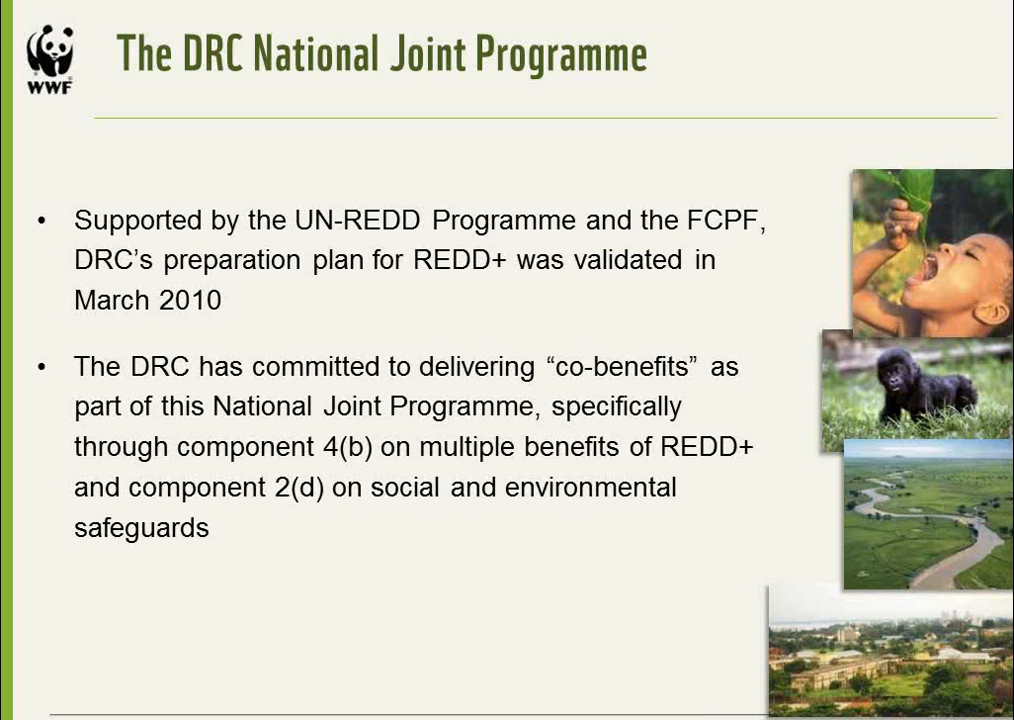 The DRC National Joint Programme
WWF
• Supported by the UN-REDD Programme and the FCPF,
DRC’s preparation plan for REDD+ was validated in
March 2010
• The DRC has committed to delivering “co-benefits” as
part of this National Joint Programme, specifically
through component 4(b) on multiple benefits of REDD+
and component 2(d) on social and environmental
safeguards